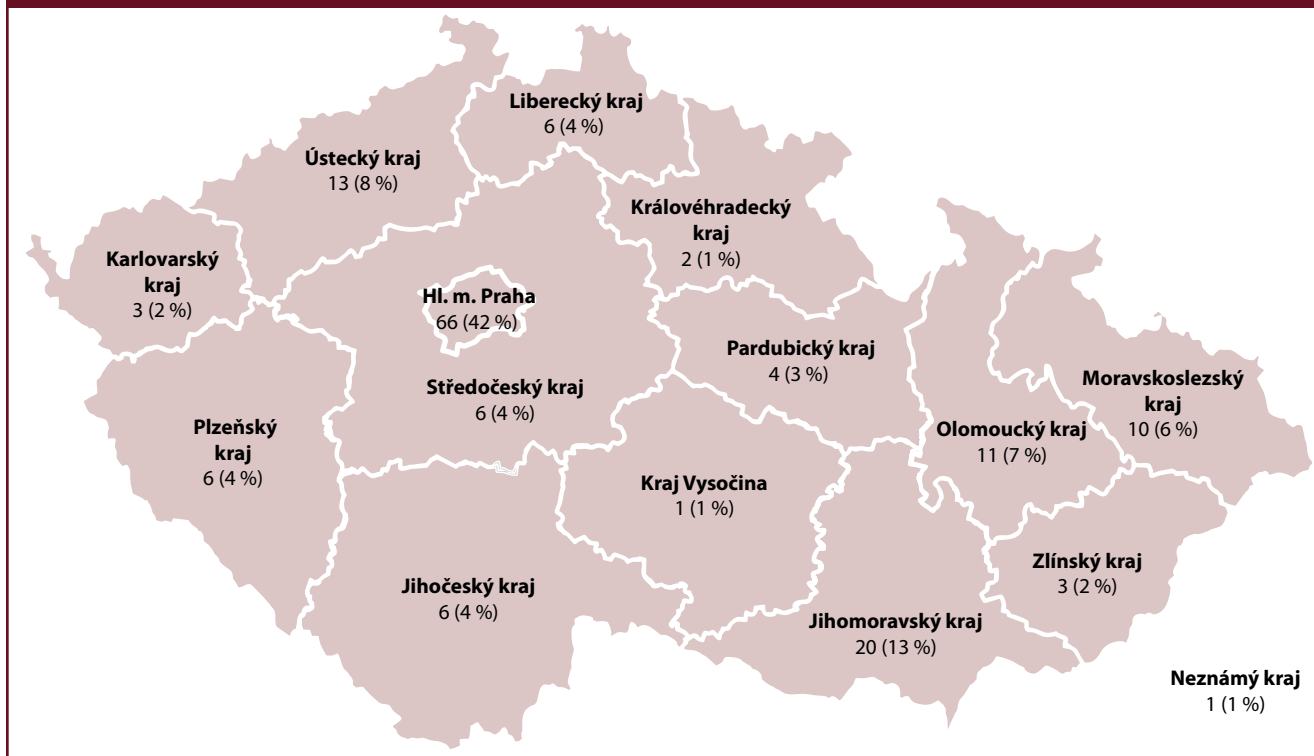 Liberecký kraj
6 (4 %)
Ústecký kraj
13 (8 %)
Královéhradecký
kraj
2 (1 %)
Karlovarský
kraj
3 (2 %)
Hl. m. Praha
66 (42 %)
Pardubický kraj
4 (3 %)
Moravskoslezský
kraj
10 (6 %)
Středočeský kraj
6 (4 %)
Plzeňský
kraj
6 (4 %)
Olomoucký kraj
11 (7 %)
Kraj Vysočina
1 (1 %)
Zlínský kraj
3 (2 %)
Jihočeský kraj
6 (4 %)
Jihomoravský kraj
20 (13 %)
Neznámý kraj
1 (1 %)